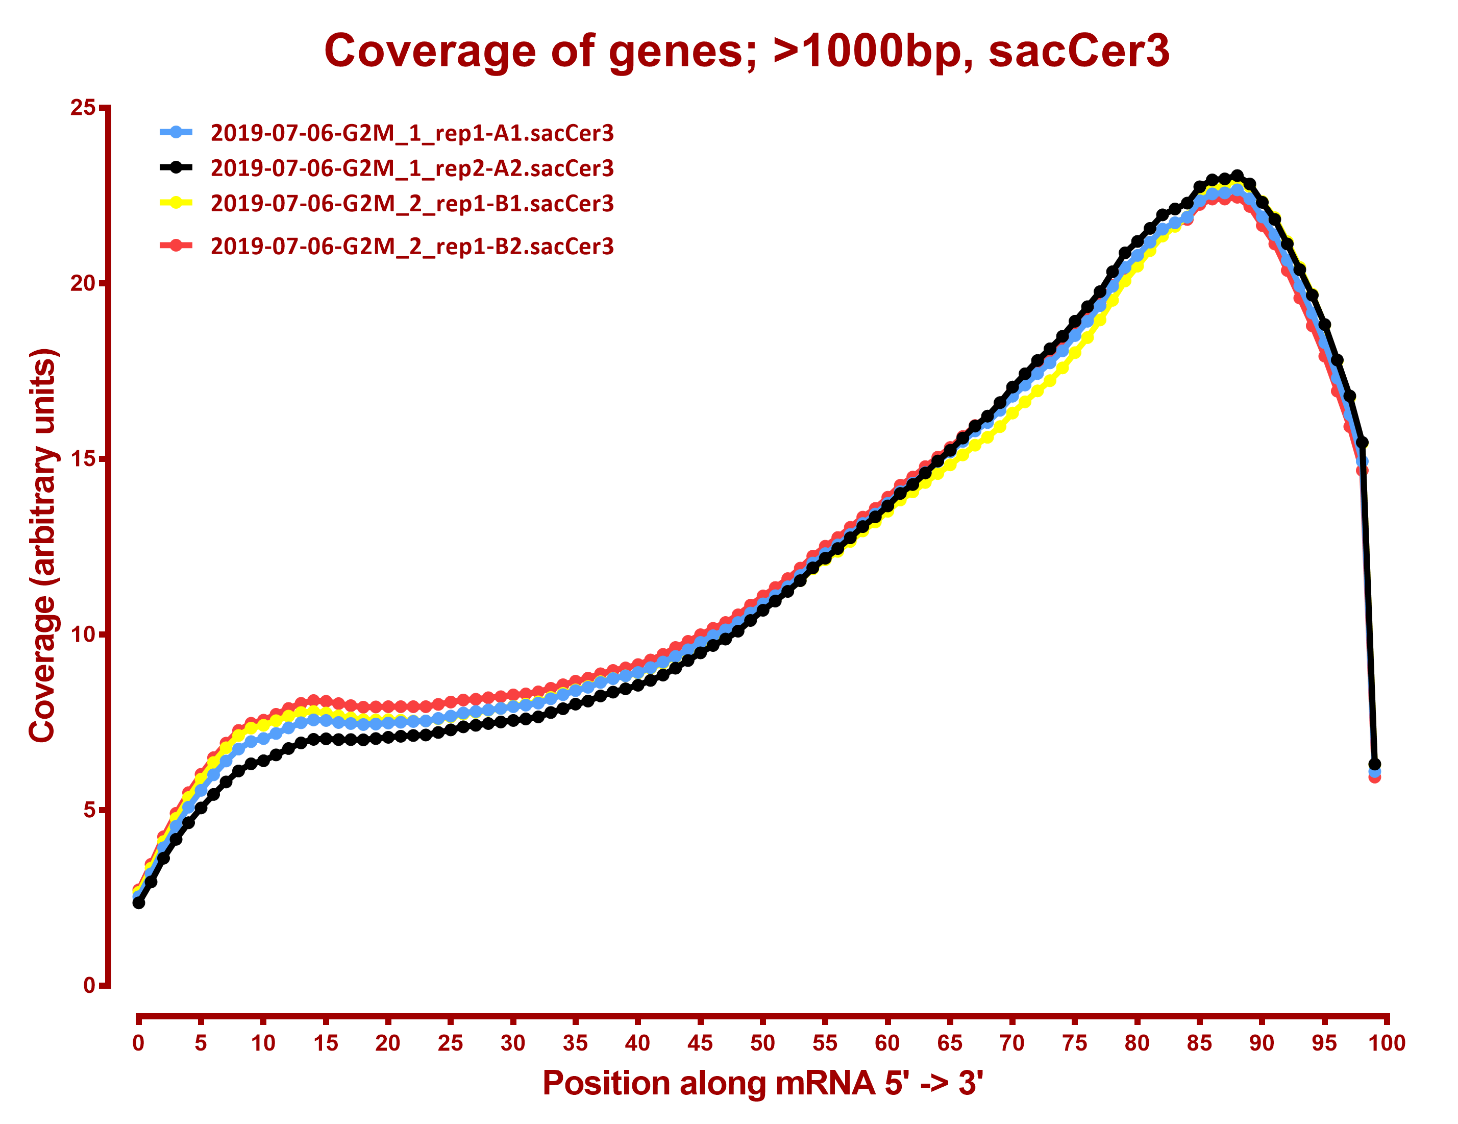 Coverage of genes; >1000bp, sacCer3
2019-07-06-G2M_1_rep1-A1.sacCer3
2019-07-06-G2M_1_rep2-A2.sacCer3
2019-07-06-G2M_2_rep1-B1.sacCer3
2019-07-06-G2M_2_rep1-B2.sacCer3
Coverage (arbitrary units)
25
20
15
10
5
0
0 5 10 15 20 25 30 35 40 45 50 55 60 65 70 75 80 85 90 95 100
Position along mRNA 5' -> 3'